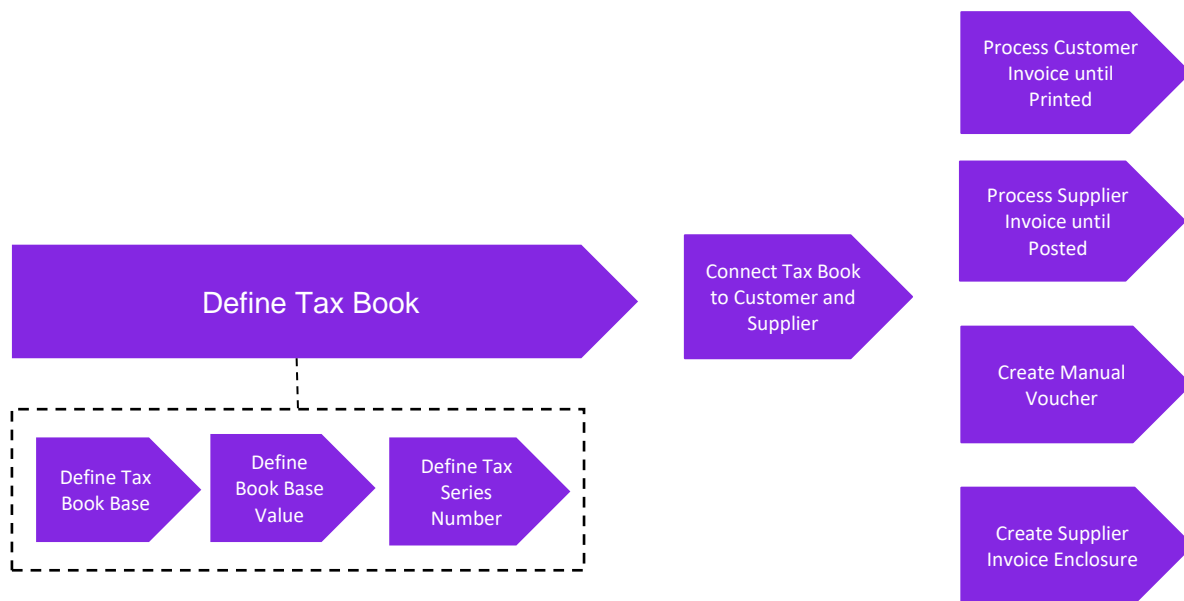 Define Tax Book
Define Tax
Book Base
Define
Book Base
Value
Define Tax
Series
Number
Connect Tax Book
to Customer and
Supplier
Process Customer
Invoice until
Printed
Process Supplier
Invoice until
Posted
Create Manual
Voucher
Create Supplier
Invoice Enclosure